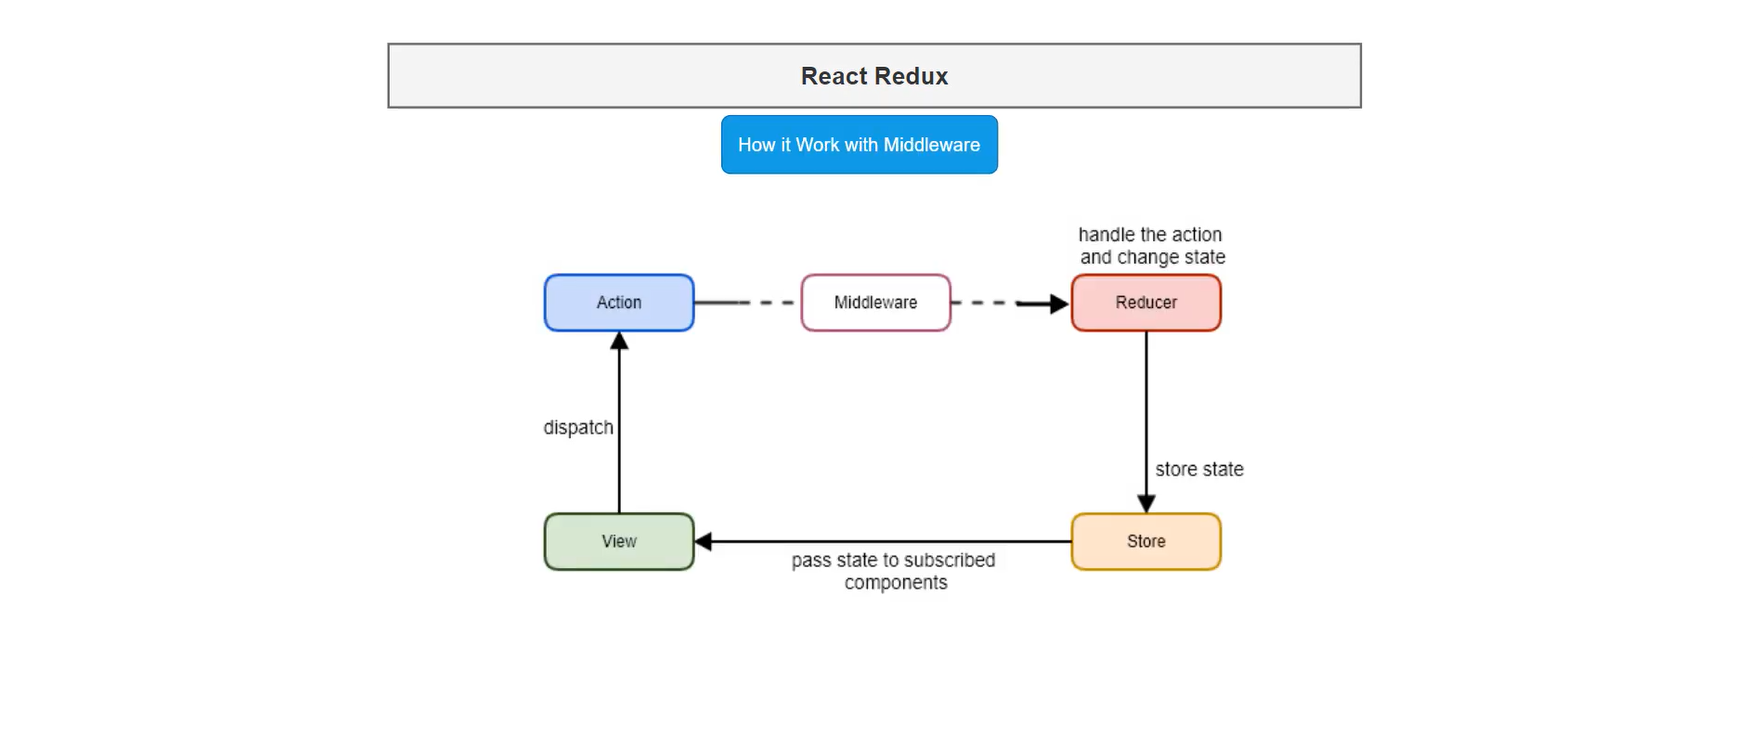 React Redux
How it Work with Middleware
handle the action
and change state
Action
Middleware
Reducer
dispatch
store state
View
Store
pass state to subscribed
components